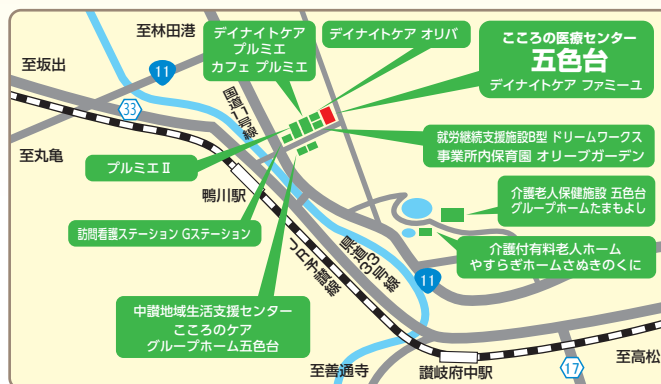 至林田港
至坂出
11
33
国道11号線
至丸亀
デイナイトケア
プルミエ
カフェ プルミエ
デイナイトケア オリバ
こころの医療センター
五色台
デイナイトケア ファミーユ
就労継続支援施設B型 ドリームワークス
事業所内保育園 オリーブガーデン
プルミエⅡ
鴨川駅
訪問看護ステーション Gステーション
介護老人保健施設 五色台
グループホームたまもよし
介護付有料老人ホーム
やすらぎホームさぬきのくに
JR予讃線
県道33号線
11
中讃地域生活支援センター
こころのケア
グループホーム五色台
至善通寺
讃岐府中駅
17
至高松